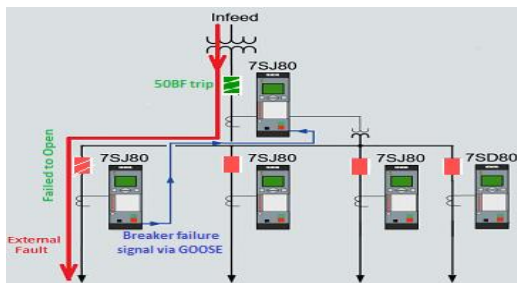 Infeed
7SJ80
50BF trip
7SJ80
7SJ80
7SJ80
7SD80
Failed to Open
External
Fault
Breaker failure
signal via GOOSE